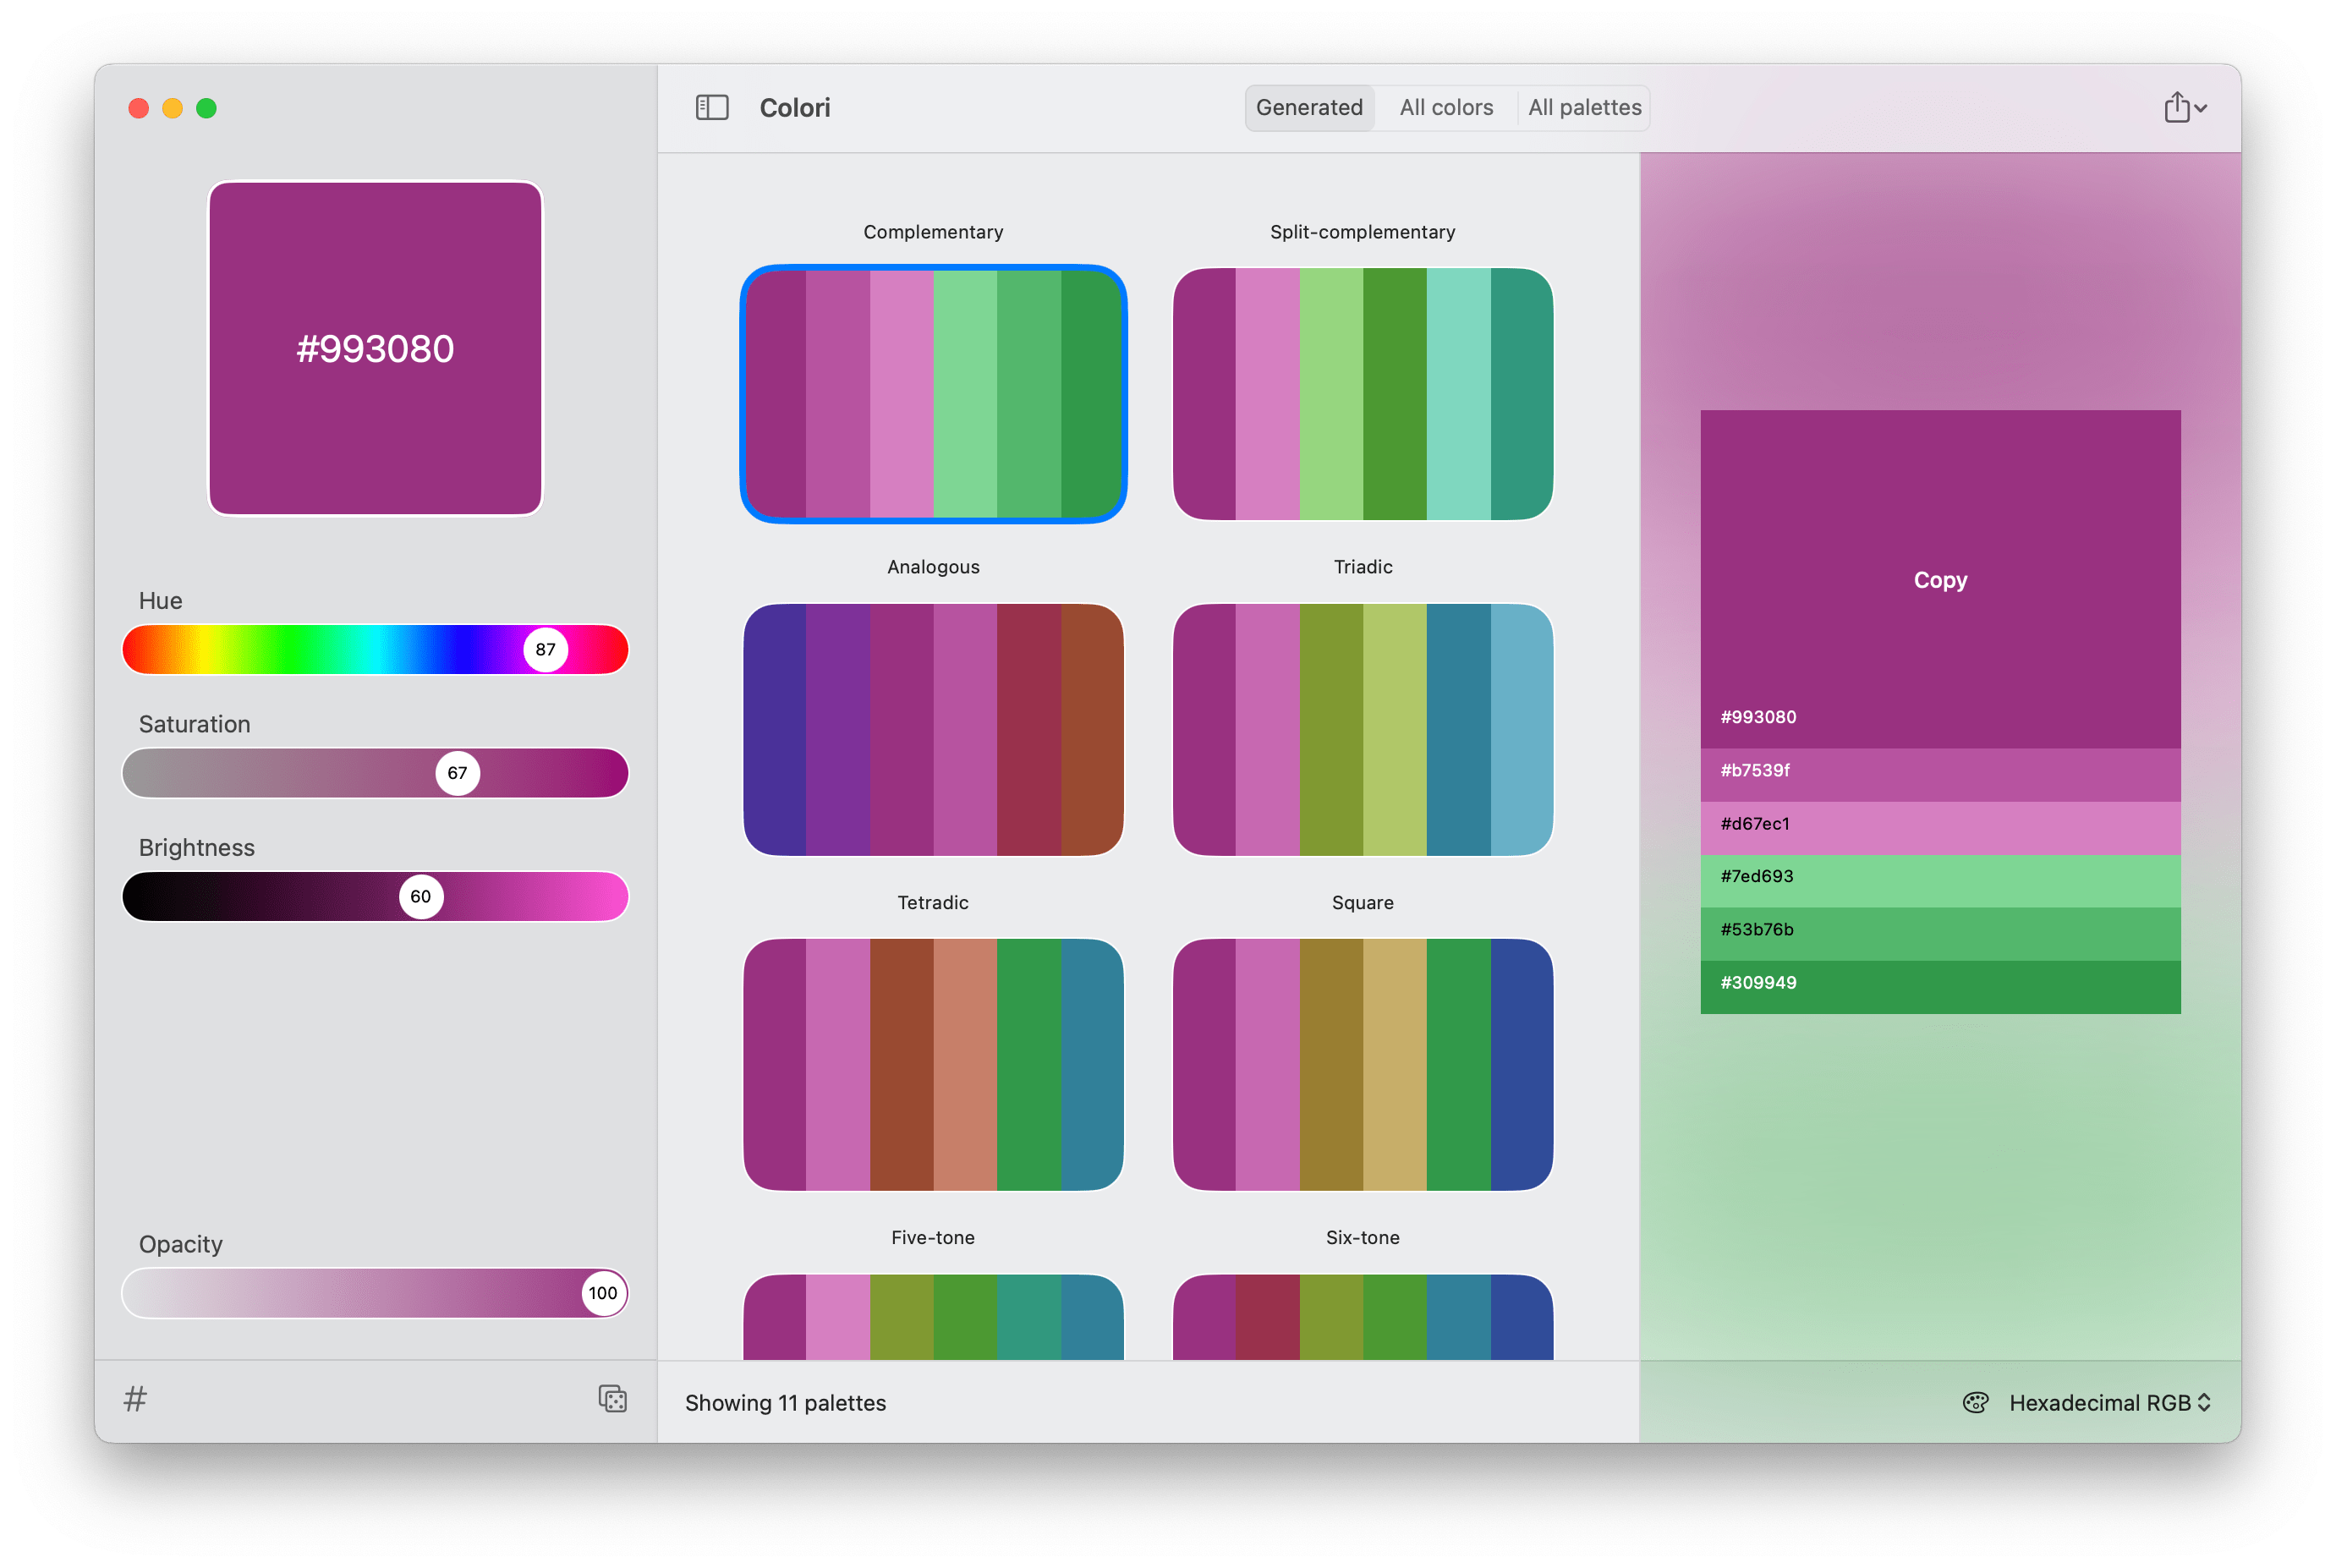 Colori
Generated
All colors
All palettes
#993080
Hue
87
Saturation
67
Brightness
60
Opacity
100
#
Complementary
Split-complementary
Analogous
Triadic
Tetradic
Square
Five-tone
Six-tone
Showing 11 palettes
Copy
#993080
#b7539f
#d67ec1
#7ed693
#53b76b
#309949
Hexadecimal RGB